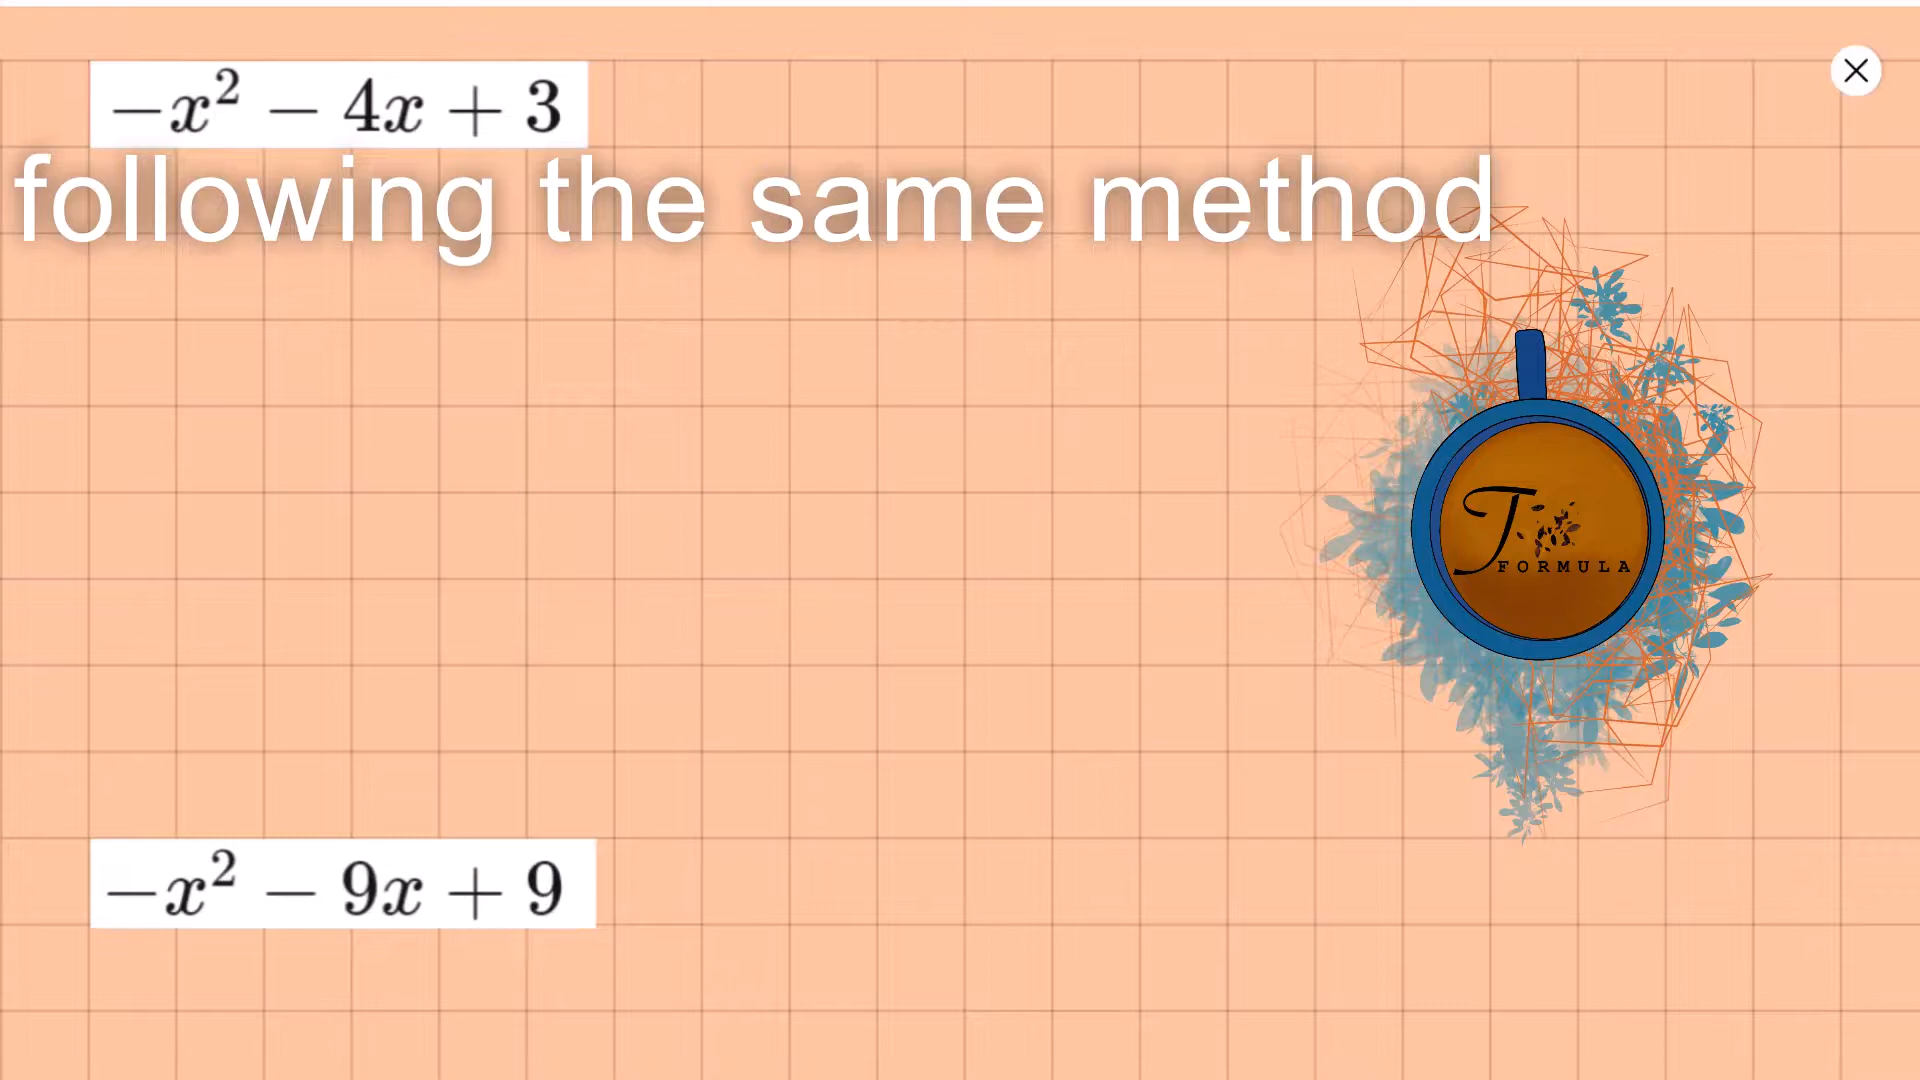 −x² − 4x + 3
following the same method
T
FORMULA
−x² − 9x + 9